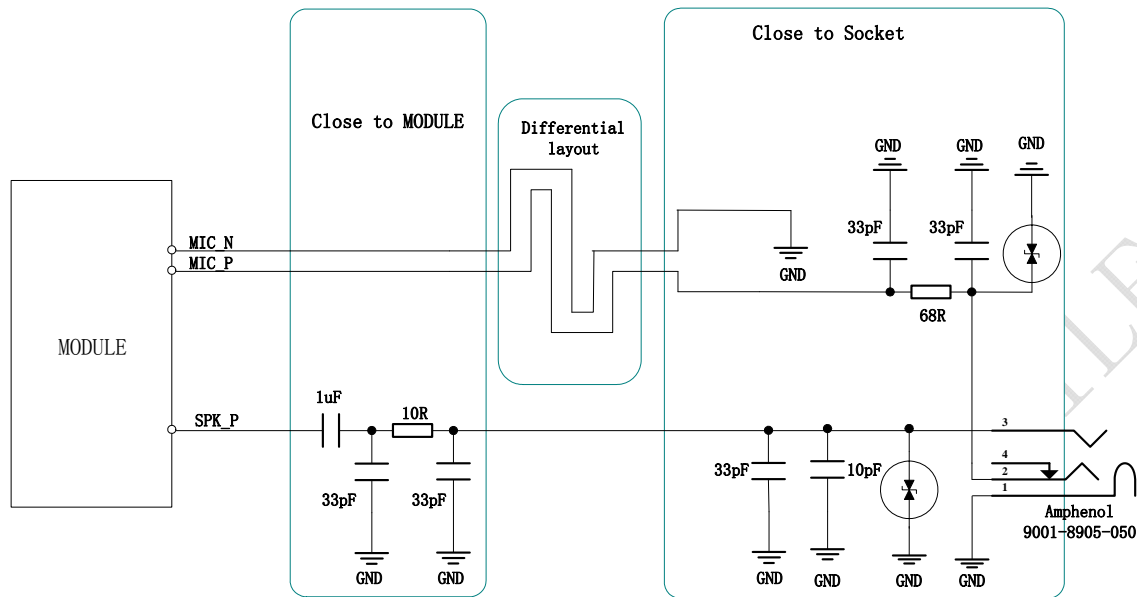 Close to Socket
Close to MODULE
Differential
layout
GND
GND
GND
33pF
33pF
MIC_N
MIC_P
GND
68R
MODULE
1uF
10R
SPK_P
3
4
2
1
33pF
33pF
33pF
10pF
Amphenol
9001-8905-050
GND
GND
GND
GND
GND
GND